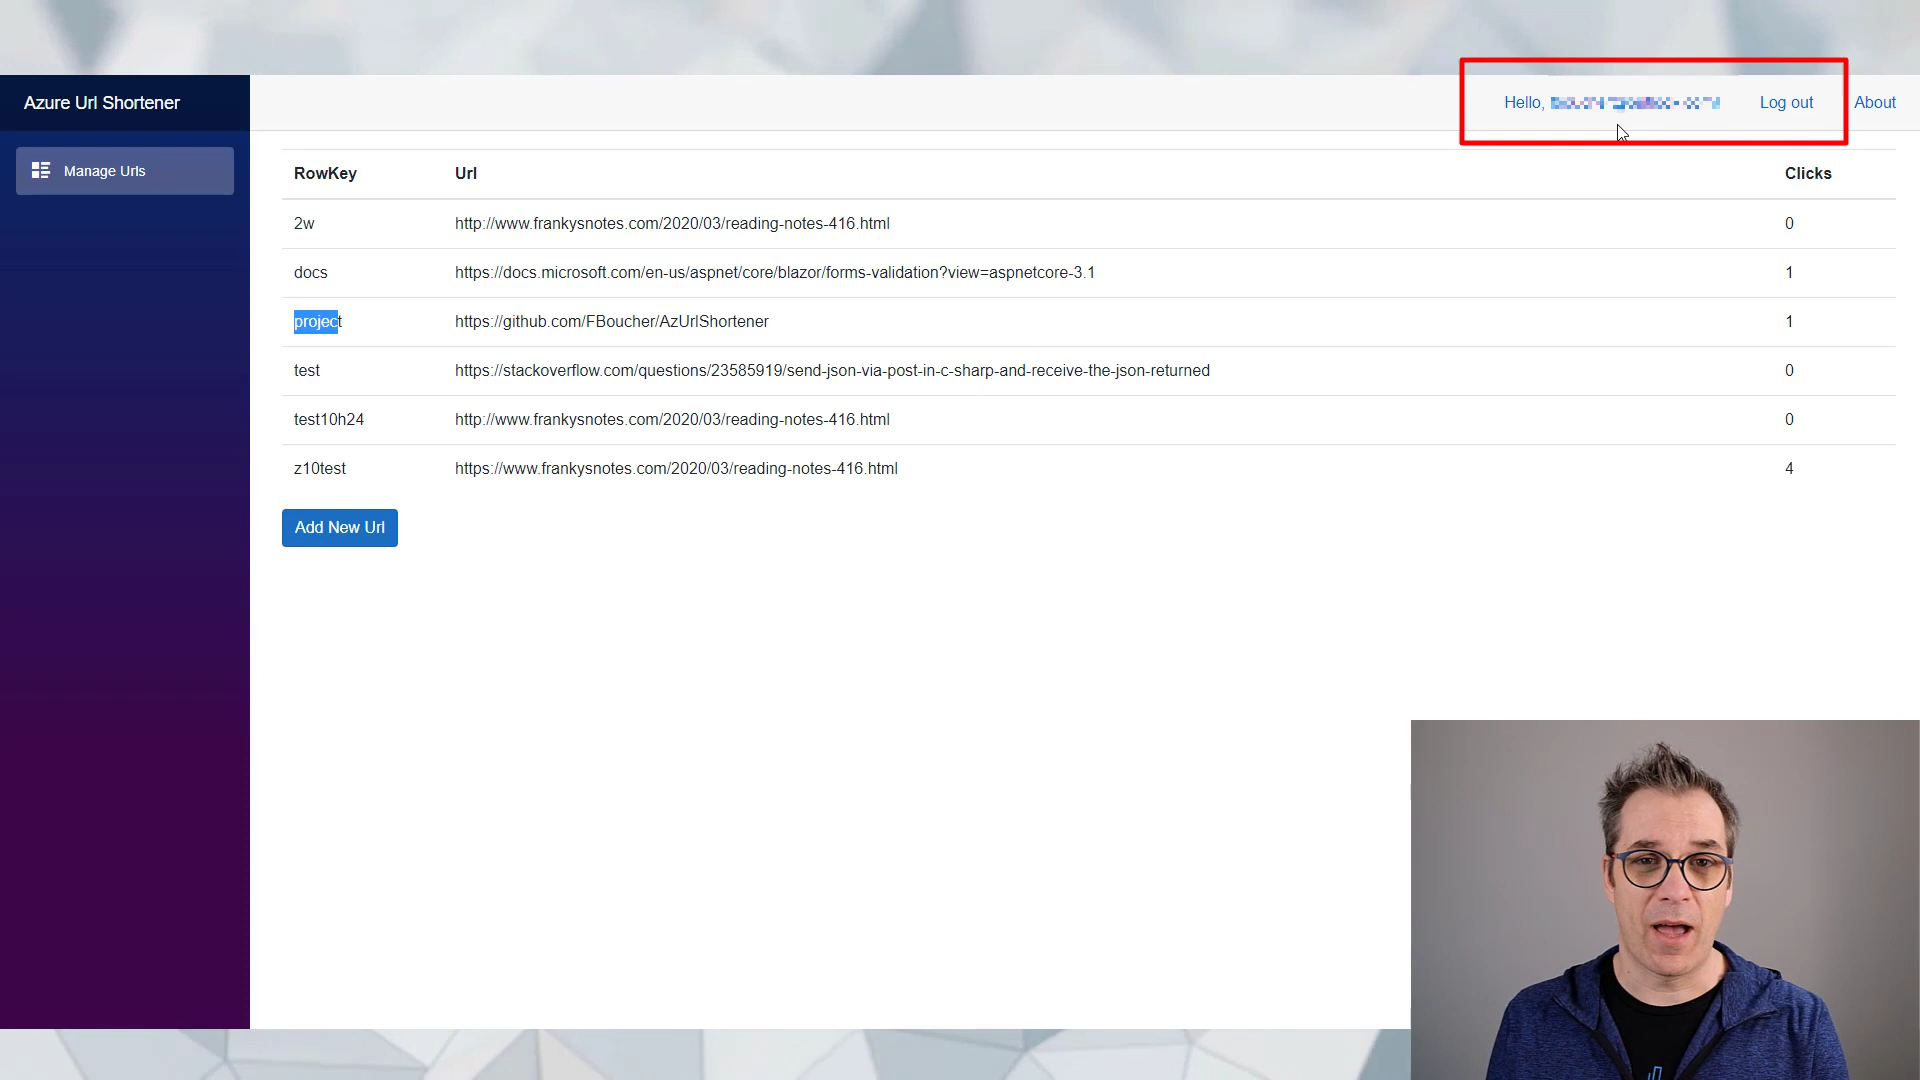 Azure Url Shortener
Hello,
Log out
About
Manage Urls
RowKey Url Clicks
2w http://www.frankysnotes.com/2020/03/reading-notes-416.html 0
docs https://docs.microsoft.com/en-us/aspnet/core/blazor/forms-validation?view=aspnetcore-3.1 1
project https://github.com/FBoucher/AzUrlShortener 1
test https://stackoverflow.com/questions/23585919/send-json-via-post-in-c-sharp-and-receive-the-json-returned 0
test10h24 http://www.frankysnotes.com/2020/03/reading-notes-416.html 0
z10test https://www.frankysnotes.com/2020/03/reading-notes-416.html 4
Add New Url